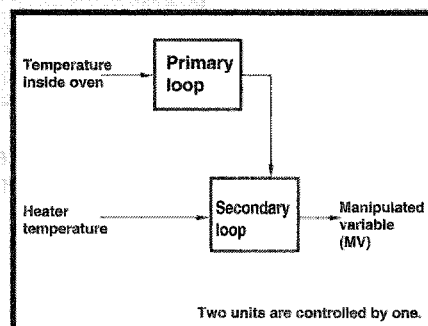 Temperature
inside oven
Primary
loop
Heater
temperature
Secondary
loop
Manipulated
variable
(MV)
Two units are controlled by one.